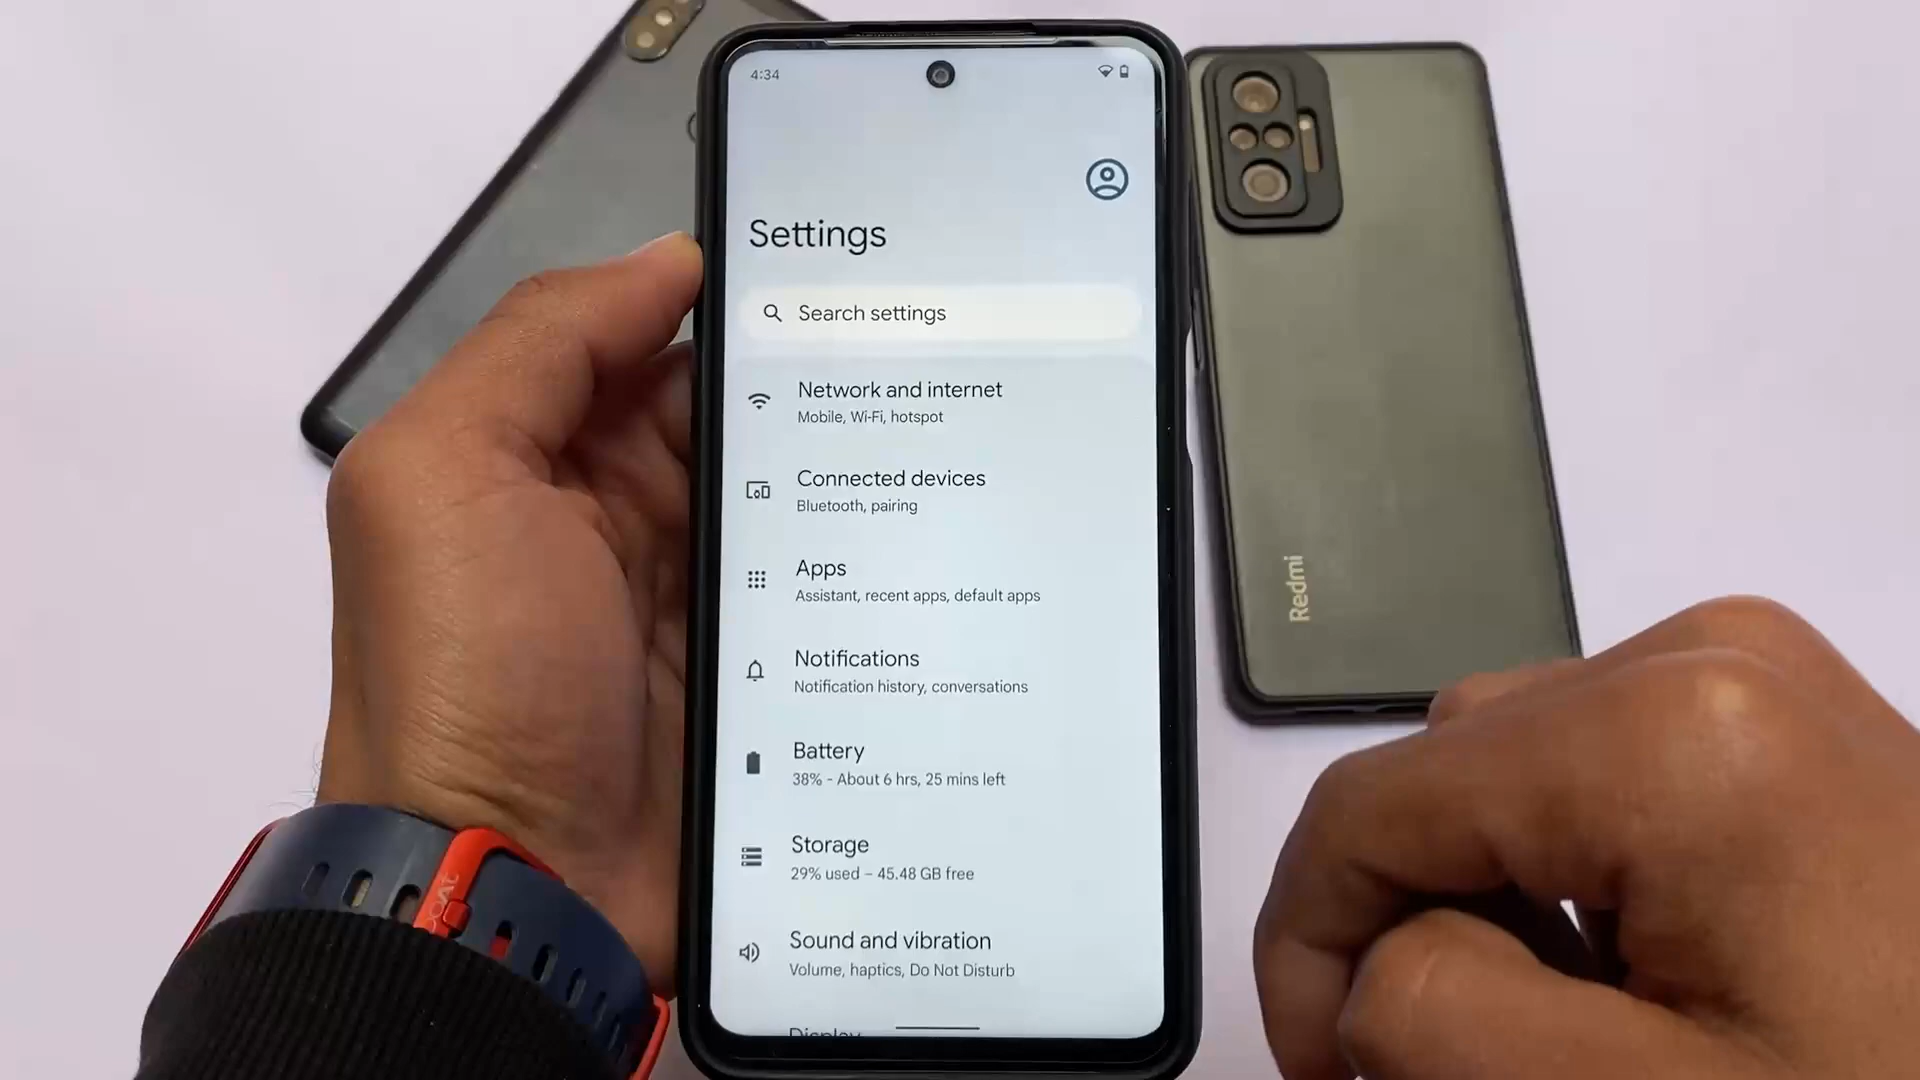 4:34
Settings
Search settings
Network and internet
Mobile, Wi-Fi, hotspot
Connected devices
Bluetooth, pairing
Apps
Assistant, recent apps, default apps
Notifications
Notification history, conversations
Battery
38% - About 6 hrs, 25 mins left
Storage
29% used – 45.48 GB free
Sound and vibration
Volume, haptics, Do Not Disturb
Display
Redmi